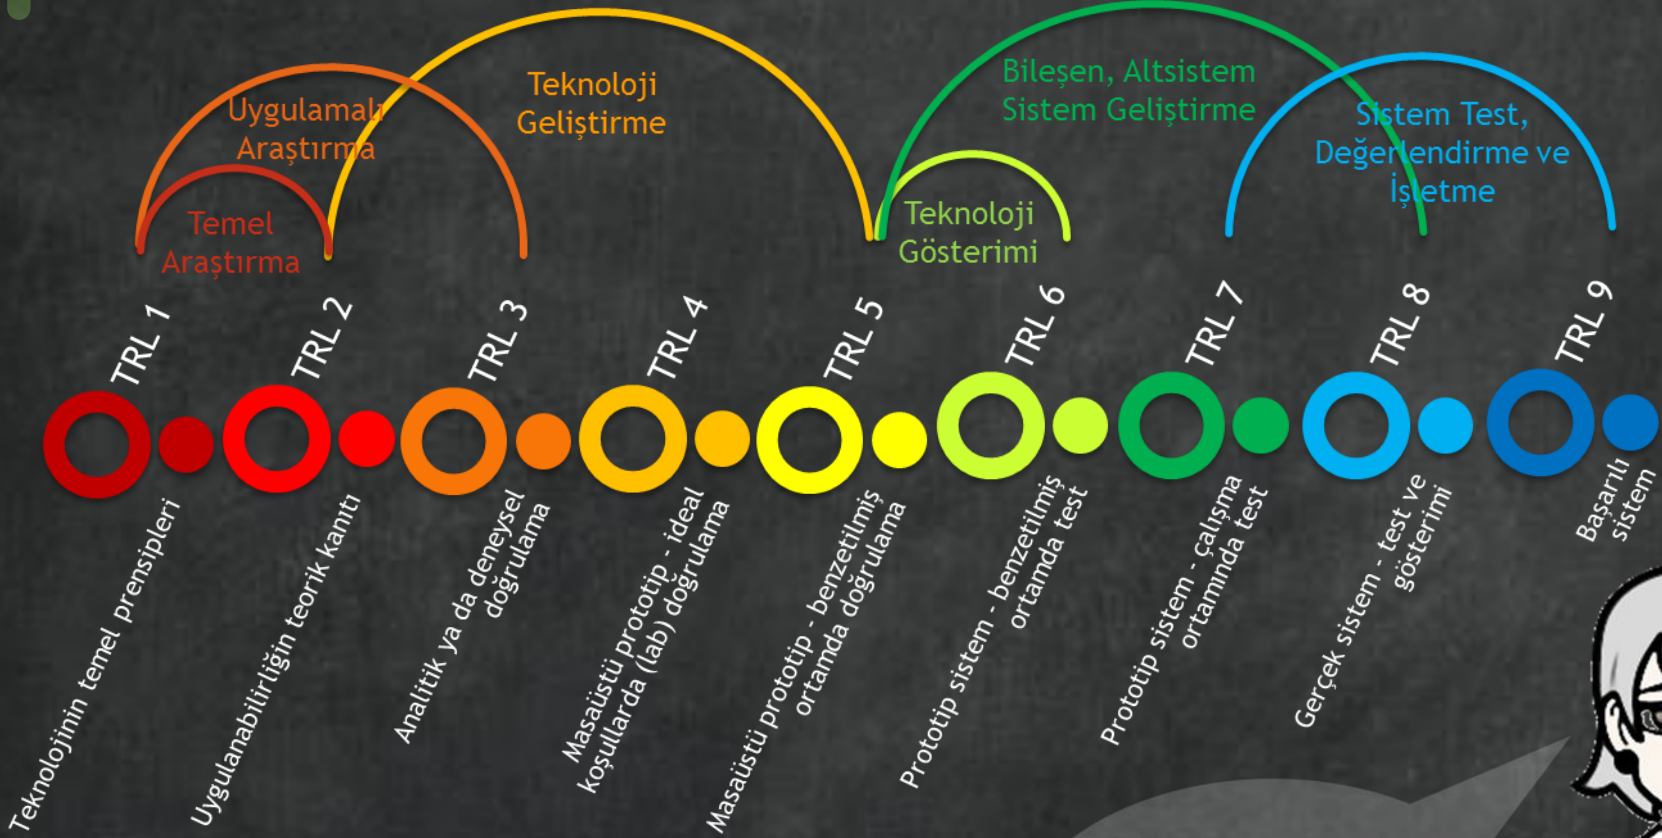 Uygulamalı
Araştırma
Temel
Araştırma
Teknoloji
Geliştirme
Bileşen, Altsistem
Sistem Geliştirme
Teknoloji
Gösterimi
Sistem Test,
Değerlendirme ve
İşletme
TRL 1
TRL 2
TRL 3
TRL 4
TRL 5
TRL 6
TRL 7
TRL 8
TRL 9
Teknolojinin temel prensipleri
Uygulanabilirliğin teorik kanıtı
Analitik ya da deneysel
doğrulama
Masaüstü prototip - ideal
koşullarda (lab) doğrulama
Masaüstü prototip - benzetilmiş
ortamda doğrulama
Prototip sistem - benzetilmiş
ortamda test
Prototip sistem - çalışma
ortamında test
Gerçek sistem - test ve
gösterimi
Başarılı
sistem